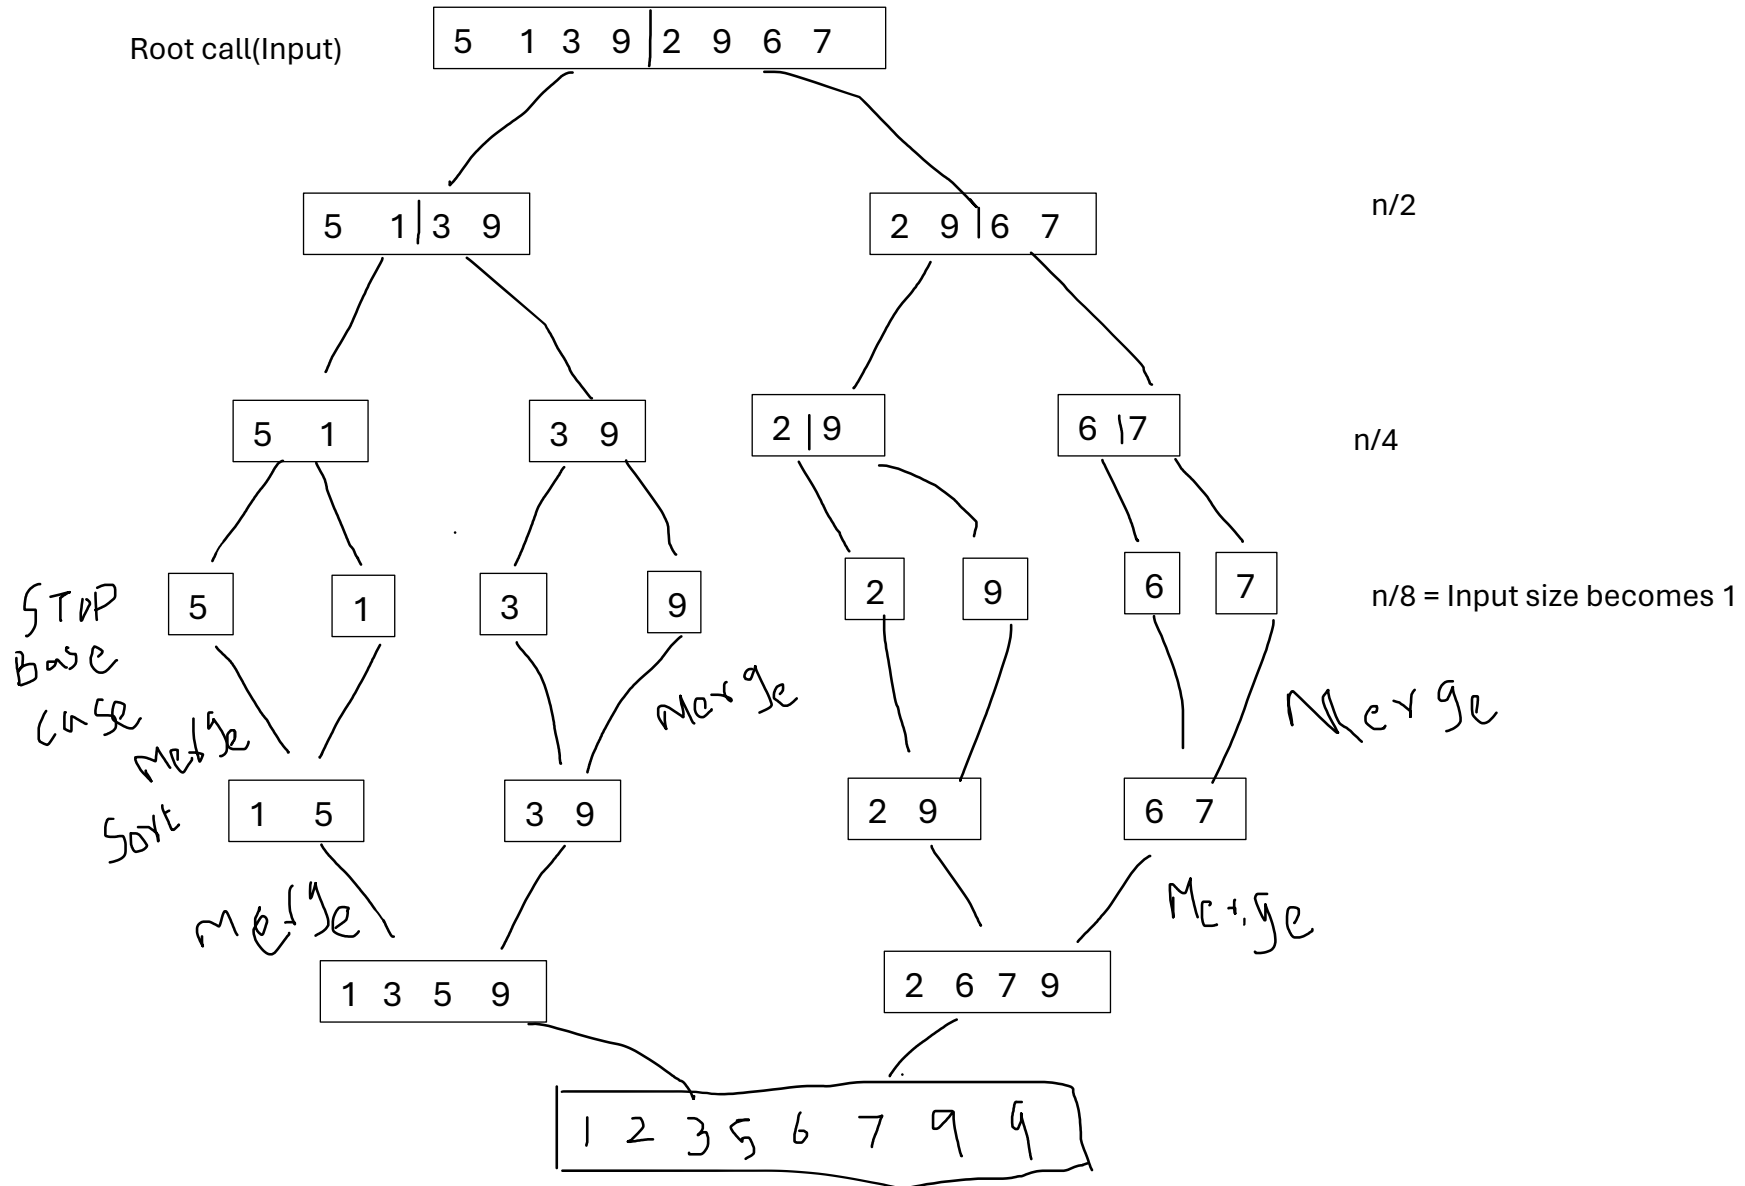 Root call(Input)
5 1 3 9 | 2 9 6 7
5 1 | 3 9
2 9 | 6 7
n/2
5 1
3 9
2 | 9
6 | 7
n/4
5
1
3
9
2
9
6
7
n/8 = Input size becomes 1
STOP
Base
Case
Merge
Merge
Merge
Sort
1 5
3 9
2 9
6 7
Merge
Merge
1 3 5 9
2 6 7 9
1 2 3 5 6 7 9 9